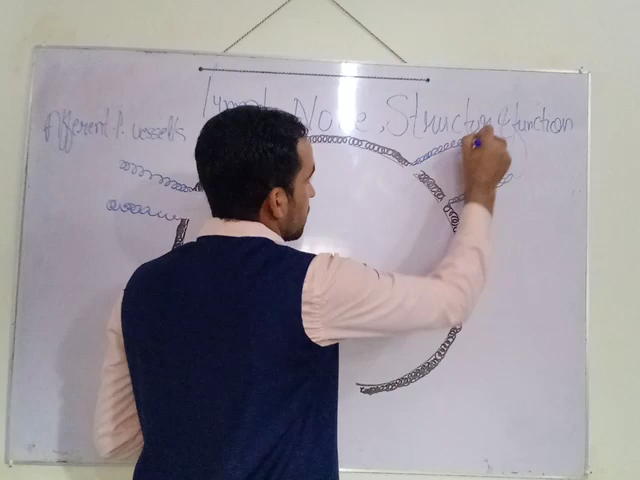 Lymph Node, Structure & function
Afferent L. vessels